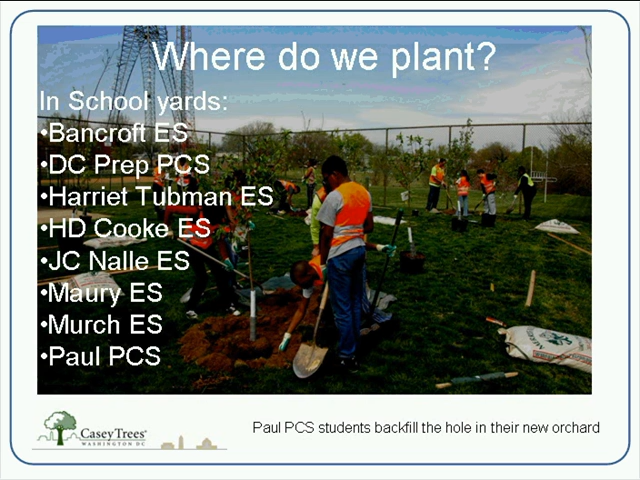 Where do we plant?
In School yards:
•Bancroft ES
•DC Prep PCS
•Harriet Tubman ES
•HD Cooke ES
•JC Nalle ES
•Maury ES
•Murch ES
•Paul PCS
Casey Trees
WASHINGTON DC
Paul PCS students backfill the hole in their new orchard